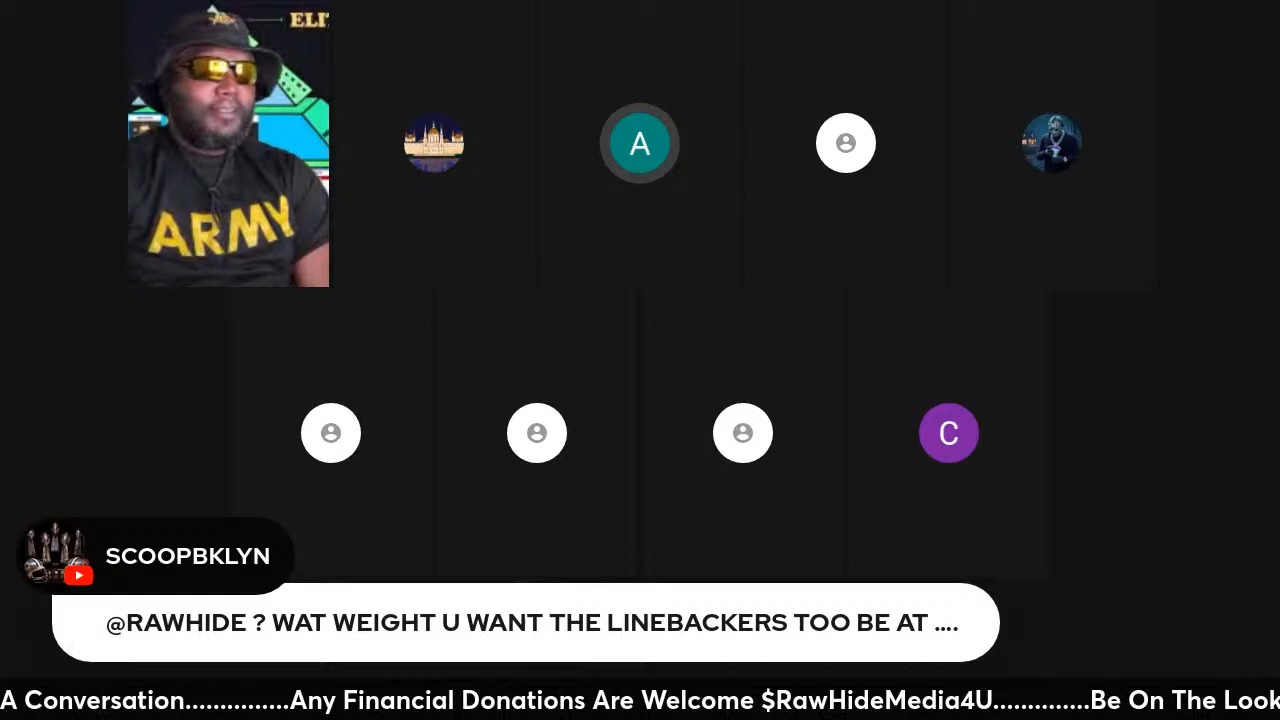 ELI
ARMY
A
C
SCOOPBKLYN
@RAWHIDE ? WAT WEIGHT U WANT THE LINEBACKERS TOO BE AT ....
A Conversation...............Any Financial Donations Are Welcome $RawHideMedia4U..............Be On The Look